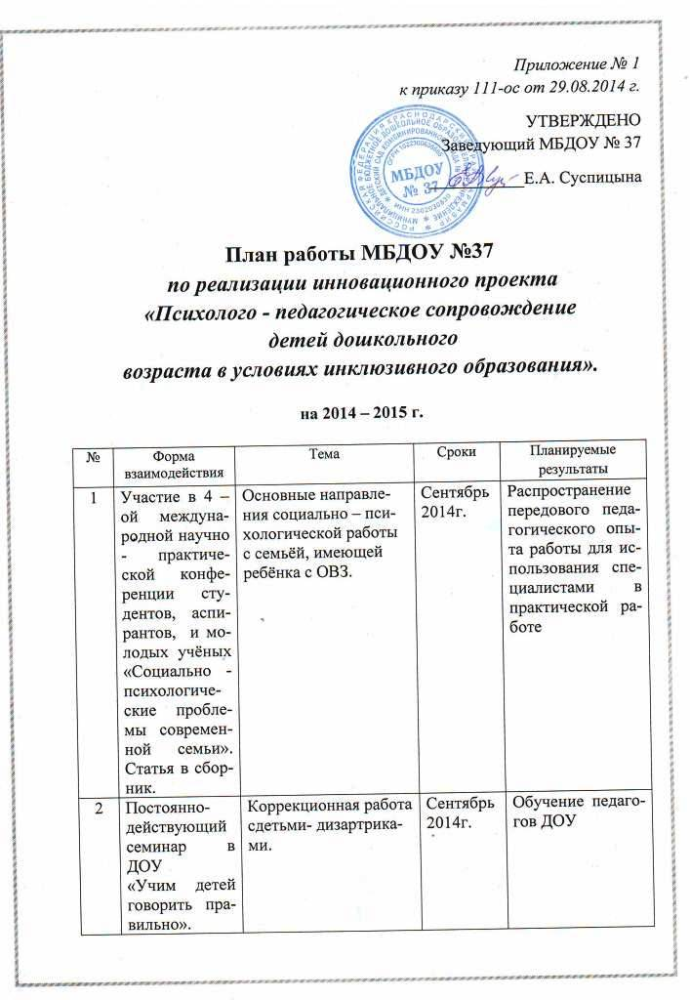 Приложение № 1
к приказу 111-ос от 29.08.2014 г.
УТВЕРЖДЕНО
Заведующий МБДОУ № 37
Е.А. Суспицына
МБДОУ
№ 37
План работы МБДОУ №37
по реализации инновационного проекта
«Психолого - педагогическое сопровождение
детей дошкольного
возраста в условиях инклюзивного образования».
на 2014 – 2015 г.
№
Форма
взаимодействия
Тема
Сроки
Планируемые
результаты
1
Участие в 4 –
ой междуна-
родной научно
- практиче-
ской конфе-
ренции сту-
дентов, аспи-
рантов, и мо-
лодых учёных
«Социально -
психологиче-
ские пробле-
мы современ-
ной семьи».
Статья в сбор-
ник.
Основные направле-
ния социально – пси-
хологической работы
с семьёй, имеющей
ребёнка с ОВЗ.
Сентябрь
2014г.
Распространение
передового педа-
гогического опы-
та работы для ис-
пользования спе-
циалистами в
практической ра-
боте
2
Постоянно-
действующий
семинар в
ДОУ
«Учим детей
говорить пра-
вильно».
Коррекционная работа
сдетьми- дизартрика-
ми.
Сентябрь
2014г.
Обучение педаго-
гов ДОУ